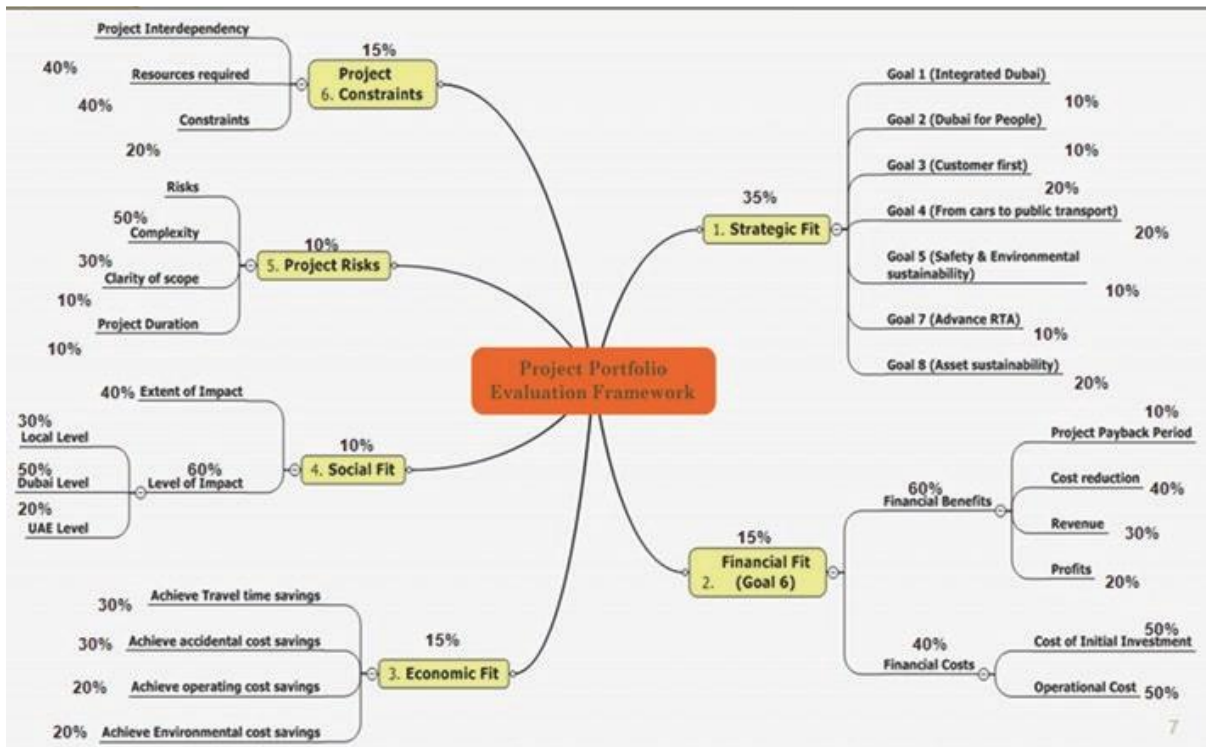 Project Portfolio
Evaluation Framework
35%
1. Strategic Fit
Goal 1 (Integrated Dubai)
10%
Goal 2 (Dubai for People)
10%
Goal 3 (Customer first)
20%
Goal 4 (From cars to public transport)
20%
Goal 5 (Safety & Environmental
sustainability)
10%
Goal 7 (Advance RTA)
10%
Goal 8 (Asset sustainability)
20%
15%
Financial Fit
2. (Goal 6)
60%
Financial Benefits
10%
Project Payback Period
Cost reduction
40%
Revenue
30%
Profits
20%
40%
Financial Costs
50%
Cost of Initial Investment
Operational Cost
50%
15%
3. Economic Fit
Achieve Travel time savings
30%
30%
Achieve accidental cost savings
20%
Achieve operating cost savings
20%
Achieve Environmental cost savings
10%
4. Social Fit
40%
Extent of Impact
60%
Level of Impact
30%
Local Level
50%
Dubai Level
20%
UAE Level
10%
5. Project Risks
Risks
50%
Complexity
30%
Clarity of scope
10%
Project Duration
10%
15%
Project
6. Constraints
Project Interdependency
40%
Resources required
40%
Constraints
20%
7